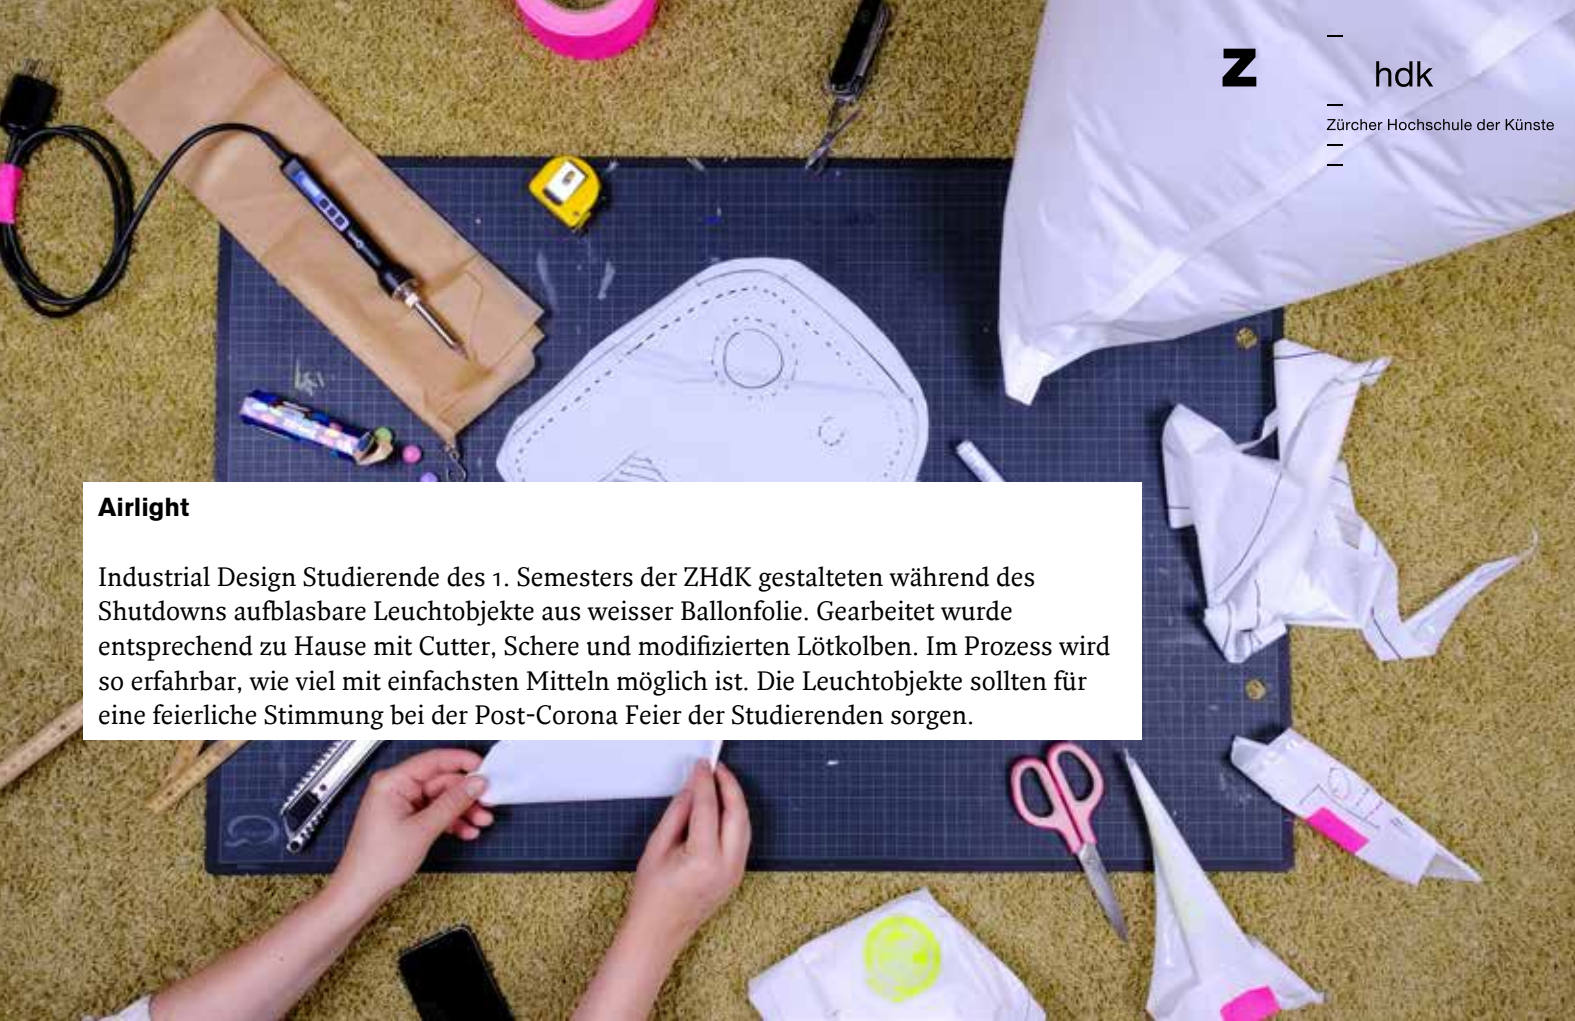 z hdk
Zürcher Hochschule der Künste
Airlight
Industrial Design Studierende des 1. Semesters der ZHdK gestalteten während des
Shutdowns aufblasbare Leuchtobjekte aus weisser Ballonfolie. Gearbeitet wurde
entsprechend zu Hause mit Cutter, Schere und modifizierten Lötkolben. Im Prozess wird
so erfahrbar, wie viel mit einfachsten Mitteln möglich ist. Die Leuchtobjekte sollten für
eine feierliche Stimmung bei der Post-Corona Feier der Studierenden sorgen.